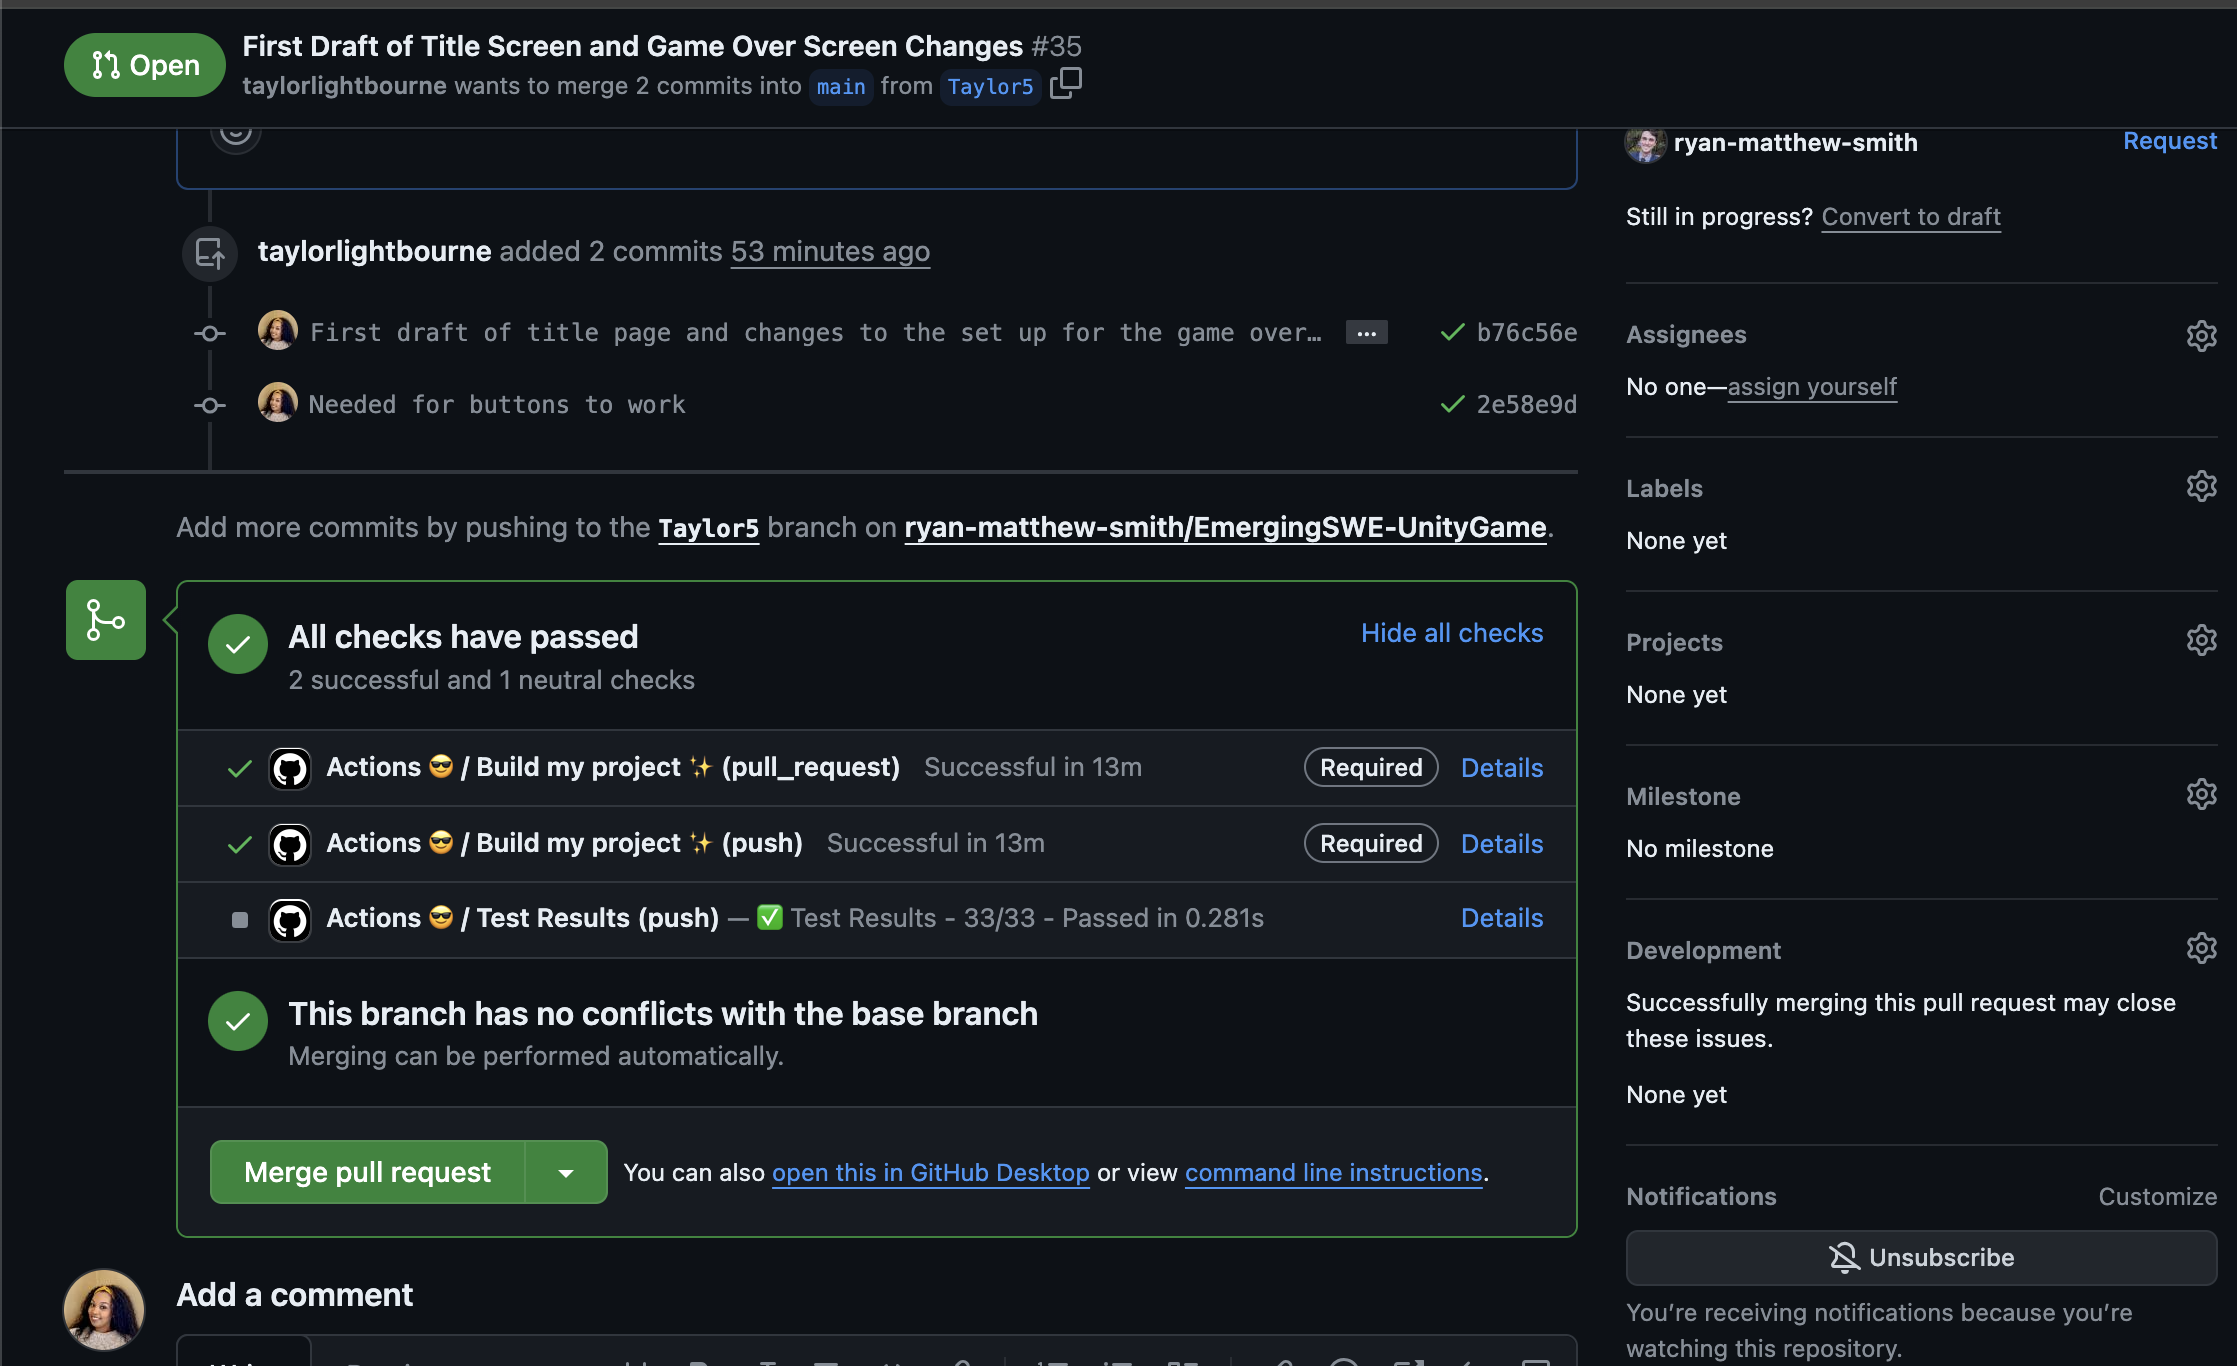 Open
First Draft of Title Screen and Game Over Screen Changes #35
taylorlightbourne wants to merge 2 commits into main from Taylor5
ryan-matthew-smith Request
Still in progress? Convert to draft
taylorlightbourne added 2 commits 53 minutes ago
First draft of title page and changes to the set up for the game over… … b76c56e
Needed for buttons to work 2e58e9d
Add more commits by pushing to the Taylor5 branch on ryan-matthew-smith/EmergingSWE-UnityGame.
All checks have passed
Hide all checks
2 successful and 1 neutral checks
Actions 😎 / Build my project ✨ (pull_request) Successful in 13m Required Details
Actions 😎 / Build my project ✨ (push) Successful in 13m Required Details
Actions 😎 / Test Results (push) — ✅ Test Results - 33/33 - Passed in 0.281s Details
This branch has no conflicts with the base branch
Merging can be performed automatically.
Merge pull request You can also open this in GitHub Desktop or view command line instructions.
Add a comment
Assignees
No one—assign yourself
Labels
None yet
Projects
None yet
Milestone
No milestone
Development
Successfully merging this pull request may close
these issues.
None yet
Notifications Customize
Unsubscribe
You're receiving notifications because you're
watching this repository.